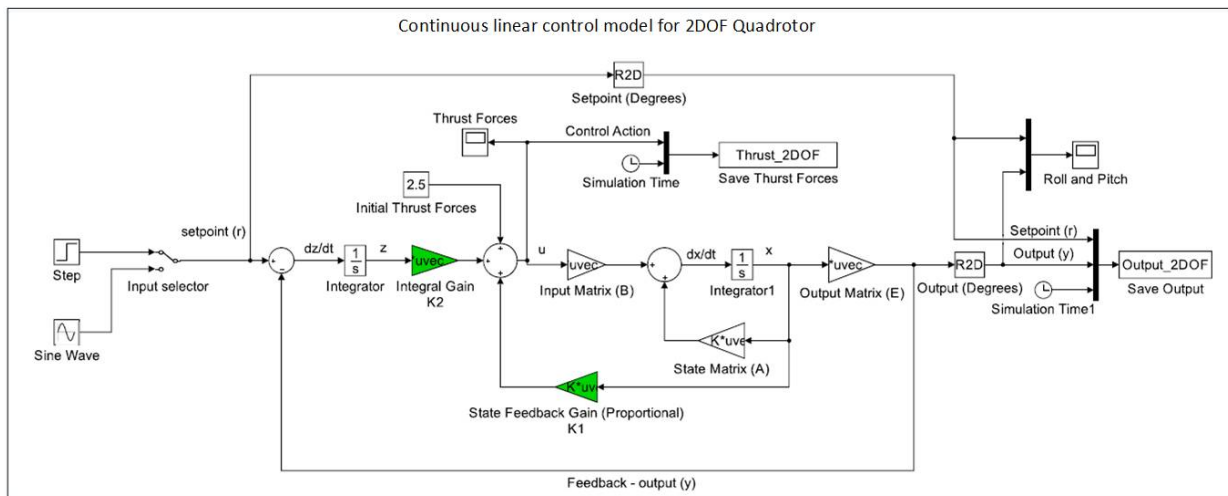 Continuous linear control model for 2DOF Quadrotor
R2D
Setpoint (Degrees)
Thrust Forces
Control Action
Simulation Time
Thrust_2DOF
Save Thurst Forces
Roll and Pitch
2.5
Initial Thrust Forces
setpoint (r)
Step
Input selector
Sine Wave
+
-
dz/dt
1
s
Integrator
z
*uvec
Integral Gain
K2
+
+
+
u
uvec
Input Matrix (B)
+
+
dx/dt
1
s
Integrator1
x
*uvec
Output Matrix (E)
R2D
Output (Degrees)
Setpoint (r)
Output (y)
Simulation Time1
Output_2DOF
Save Output
K*uve
State Matrix (A)
K*uv
State Feedback Gain (Proportional)
K1
Feedback - output (y)